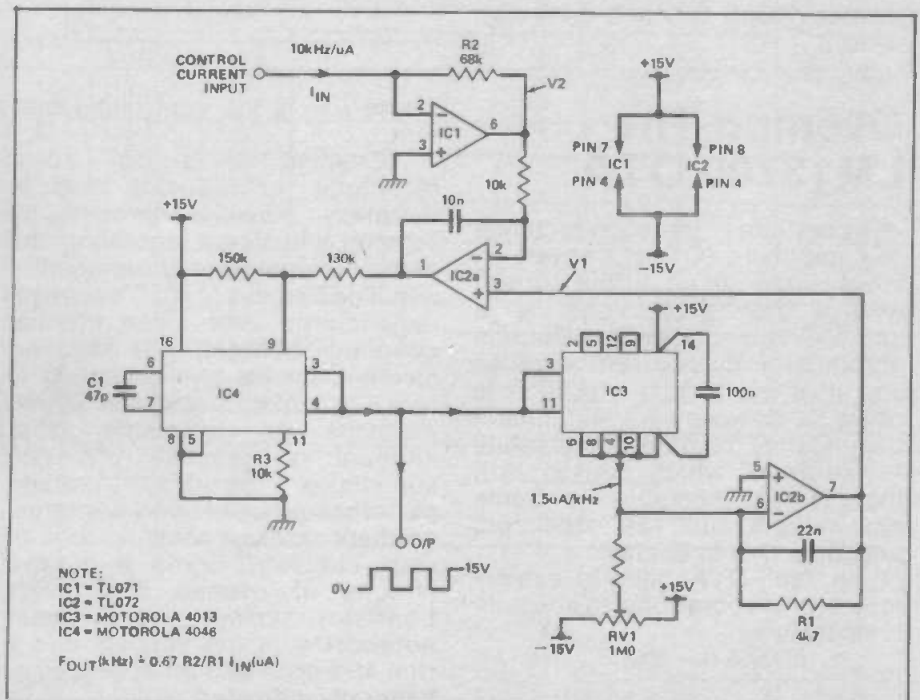 10kHz/uA
R2
68k
CONTROL
CURRENT
INPUT
I_IN
V2
2
IC1
6
3
+15V
PIN 7
PIN 8
IC1
IC2
PIN 4
PIN 4
-15V
10k
10n
+15V
150k
130k
1
IC2a
2
3
V1
+15V
16
9
6
C1
47p
7
IC4
3
4
8
5
11
R3
10k
2
5
12
9
14
3
IC3
11
100n
6
8
4
10
1.5uA/kHz
5
IC2b
7
6
22n
R1
4k7
O/P
0V
15V
+15V
-15V
RV1
1M0
NOTE:
IC1 = TL071
IC2 = TL072
IC3 = MOTOROLA 4013
IC4 = MOTOROLA 4046
F_OUT(kHz) = 0.67 R2/R1 I_IN(uA)